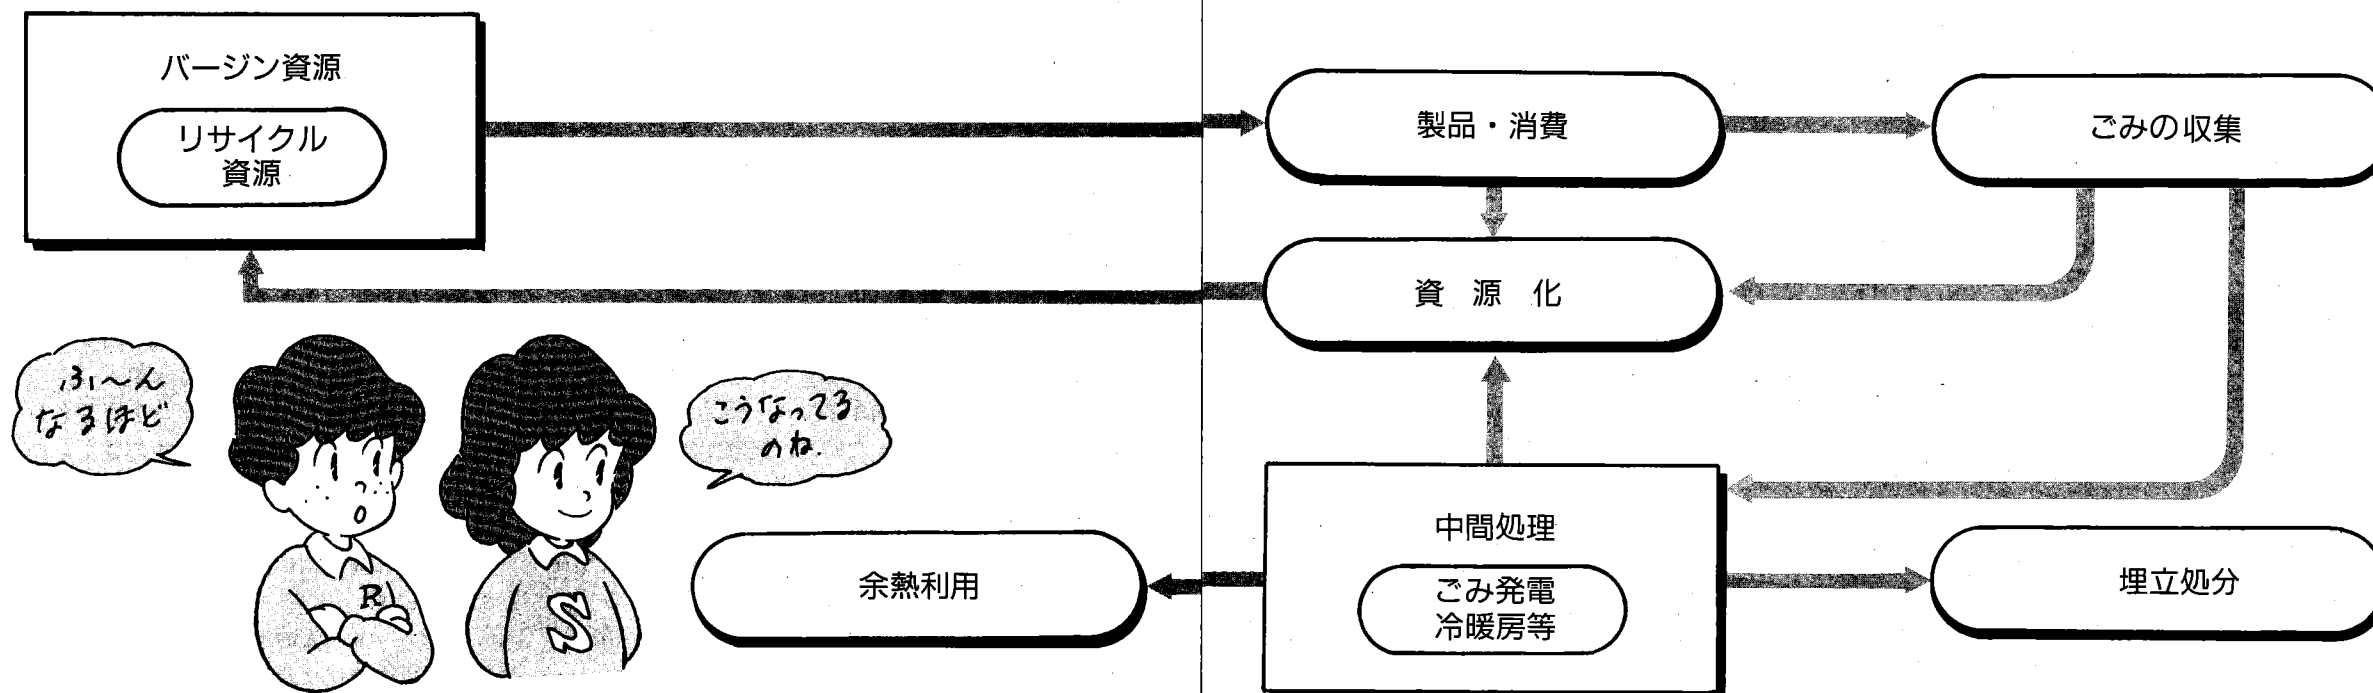 バージン資源
リサイクル
資源
製品・消費
ごみの収集
資源化
ふ〜ん
なるほど
こうなってる
のね.
R
S
余熱利用
中間処理
ごみ発電
冷暖房等
埋立処分